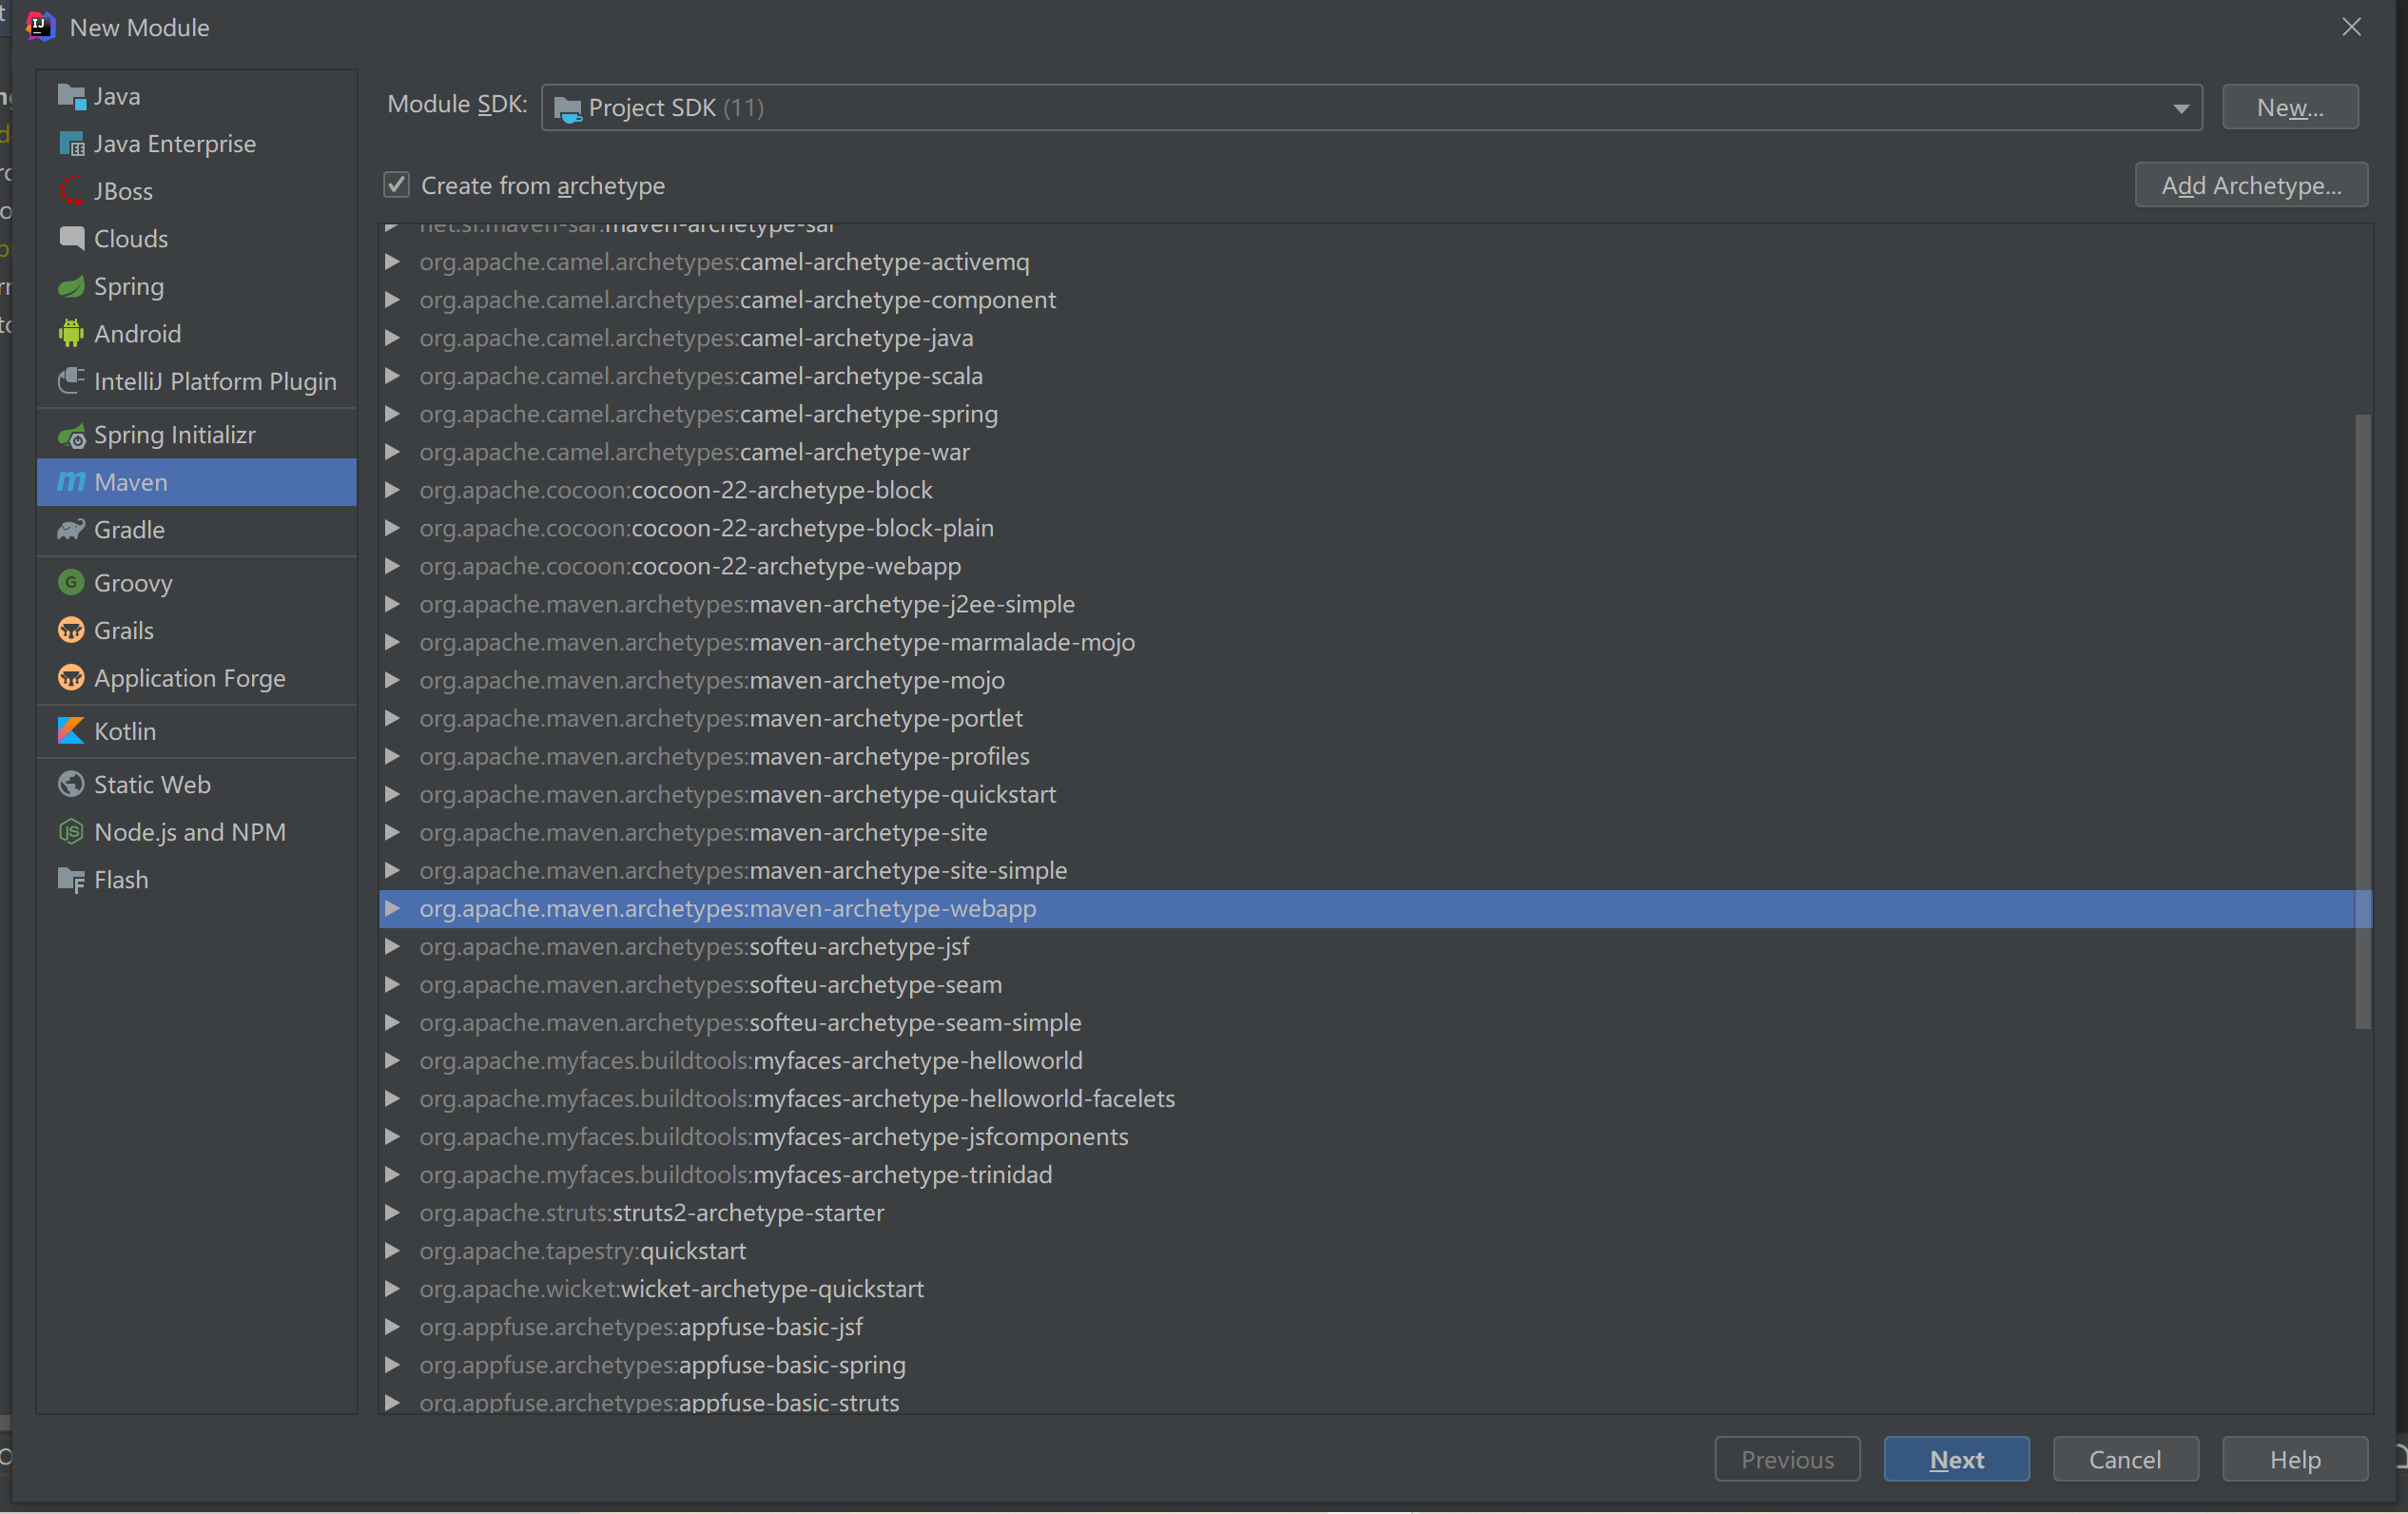 New Module
Java
Java Enterprise
JBoss
Clouds
Spring
Android
IntelliJ Platform Plugin
Spring Initializr
Maven
Gradle
Groovy
Grails
Application Forge
Kotlin
Static Web
Node.js and NPM
Flash
Module SDK: Project SDK (11) New...
Create from archetype Add Archetype...
net.sf.maven-sar:maven-archetype-sar
org.apache.camel.archetypes:camel-archetype-activemq
org.apache.camel.archetypes:camel-archetype-component
org.apache.camel.archetypes:camel-archetype-java
org.apache.camel.archetypes:camel-archetype-scala
org.apache.camel.archetypes:camel-archetype-spring
org.apache.camel.archetypes:camel-archetype-war
org.apache.cocoon:cocoon-22-archetype-block
org.apache.cocoon:cocoon-22-archetype-block-plain
org.apache.cocoon:cocoon-22-archetype-webapp
org.apache.maven.archetypes:maven-archetype-j2ee-simple
org.apache.maven.archetypes:maven-archetype-marmalade-mojo
org.apache.maven.archetypes:maven-archetype-mojo
org.apache.maven.archetypes:maven-archetype-portlet
org.apache.maven.archetypes:maven-archetype-profiles
org.apache.maven.archetypes:maven-archetype-quickstart
org.apache.maven.archetypes:maven-archetype-site
org.apache.maven.archetypes:maven-archetype-site-simple
org.apache.maven.archetypes:maven-archetype-webapp
org.apache.maven.archetypes:softeu-archetype-jsf
org.apache.maven.archetypes:softeu-archetype-seam
org.apache.maven.archetypes:softeu-archetype-seam-simple
org.apache.myfaces.buildtools:myfaces-archetype-helloworld
org.apache.myfaces.buildtools:myfaces-archetype-helloworld-facelets
org.apache.myfaces.buildtools:myfaces-archetype-jsfcomponents
org.apache.myfaces.buildtools:myfaces-archetype-trinidad
org.apache.struts:struts2-archetype-starter
org.apache.tapestry:quickstart
org.apache.wicket:wicket-archetype-quickstart
org.appfuse.archetypes:appfuse-basic-jsf
org.appfuse.archetypes:appfuse-basic-spring
org.appfuse.archetypes:appfuse-basic-struts
Previous Next Cancel Help